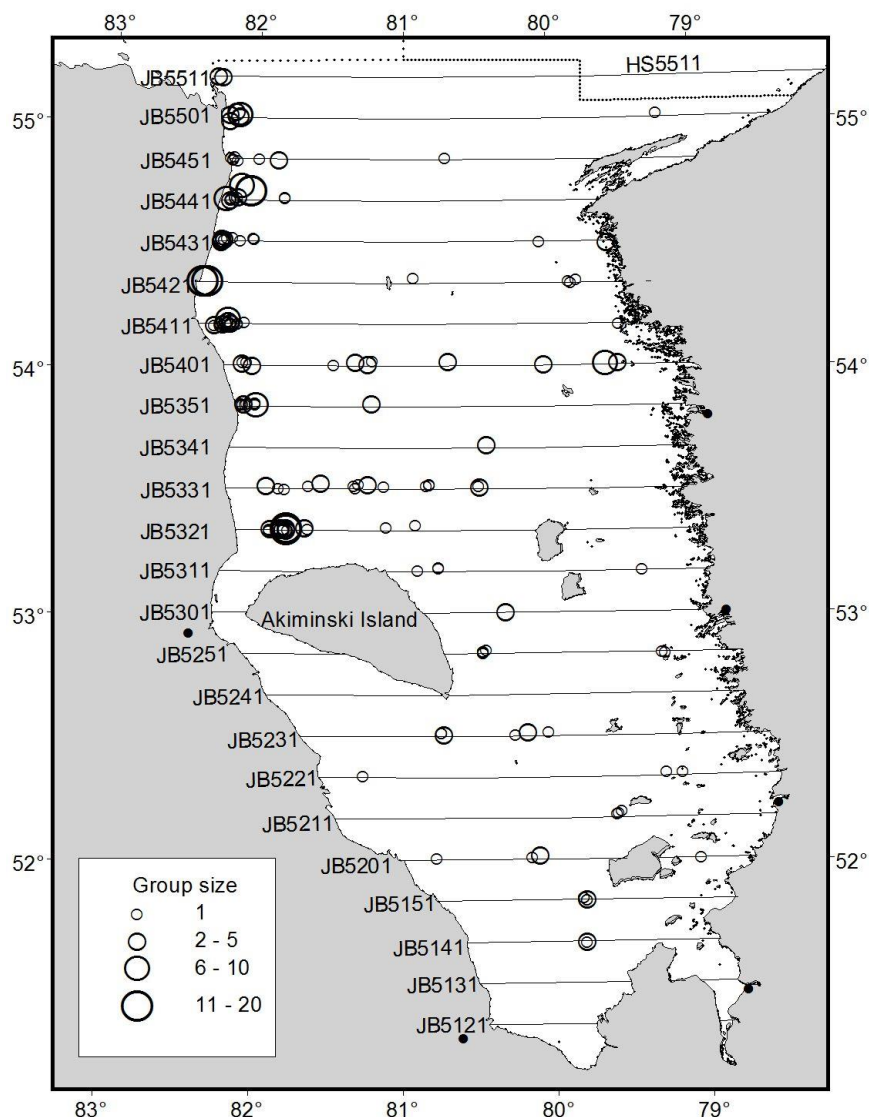 83° 82° 81° 80° 79°
HS5511
JB5511
55° JB5501 55°
JB5451
JB5441
JB5431
JB5421
JB5411
54° JB5401 54°
JB5351
JB5341
JB5331
JB5321
JB5311
53° JB5301 53°
Akiminski Island
JB5251
JB5241
JB5231
JB5221
JB5211
52° JB5201 52°
JB5151
JB5141
JB5131
JB5121
Group size
1
2 - 5
6 - 10
11 - 20
83° 82° 81° 80° 79°